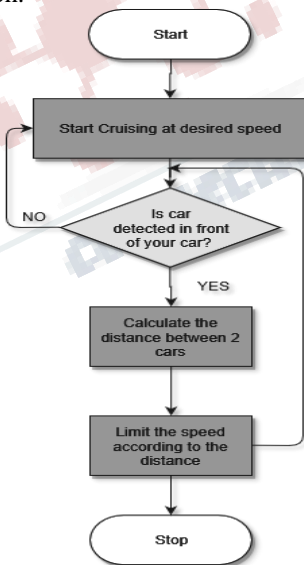 on.
Start
Start Cruising at desired speed
Is car
detected in front
of your car?
NO
YES
Calculate the
distance between 2
cars
Limit the speed
according to the
distance
Stop